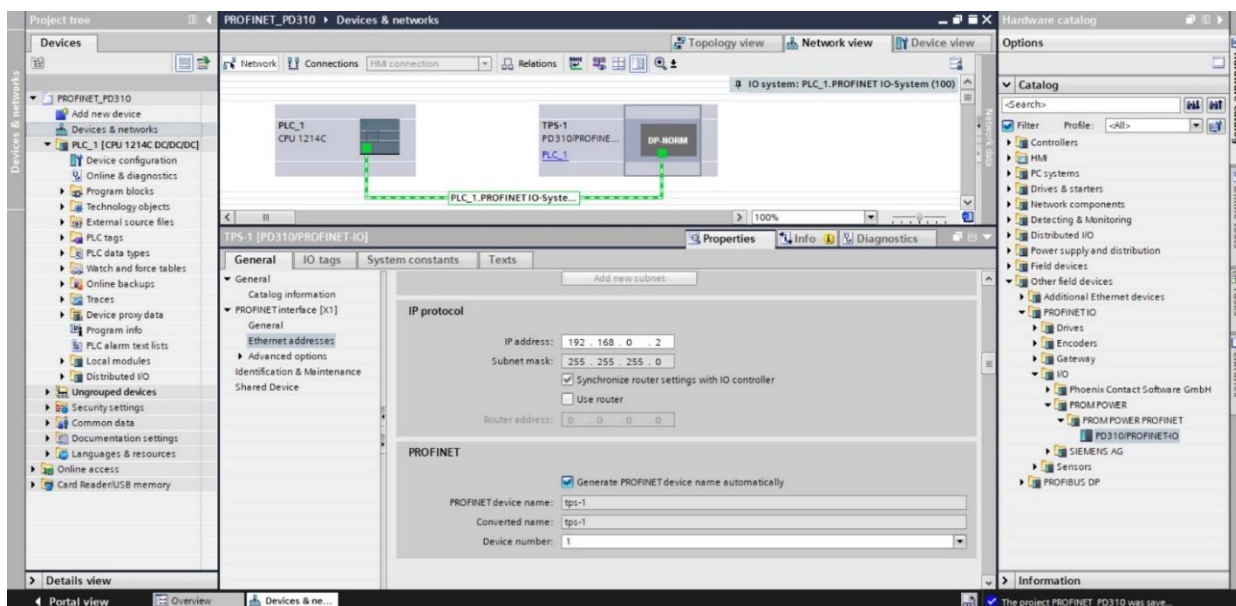 Project tree
Devices
Devices & networks
PROFINET_PD310
Add new device
Devices & networks
PLC_1 [CPU 1214C DC/DC/DC]
Device configuration
Online & diagnostics
Program blocks
Technology objects
External source files
PLC tags
PLC data types
Watch and force tables
Online backups
Traces
Device proxy data
Program info
PLC alarm text lists
Local modules
Distributed I/O
Ungrouped devices
Security settings
Common data
Documentation settings
Languages & resources
Online access
Card Reader/USB memory
Details view
PROFINET_PD310 ▸ Devices & networks
Topology view Network view Device view
Network Connections HMI connection Relations
IO system: PLC_1.PROFINET IO-System (100)
PLC_1
CPU 1214C
TPS-1
PD310/PROFINE...
PLC_1
DP-NORM
PLC_1.PROFINET IO-Syste...
Network data
100%
TPS-1 [PD310/PROFINET-IO]
Properties Info Diagnostics
General IO tags System constants Texts
General
Catalog information
PROFINET interface [X1]
General
Ethernet addresses
Advanced options
Identification & Maintenance
Shared Device
Add new subnet
IP protocol
IP address: 192 . 168 . 0 . 2
Subnet mask: 255 . 255 . 255 . 0
Synchronize router settings with IO controller
Use router
Router address: 0 . 0 . 0 . 0
PROFINET
Generate PROFINET device name automatically
PROFINET device name: tps-1
Converted name: tps-1
Device number: 1
Hardware catalog
Options
Catalog
<Search>
Filter Profile: <All>
Controllers
HMI
PC systems
Drives & starters
Network components
Detecting & Monitoring
Distributed I/O
Power supply and distribution
Field devices
Other field devices
Additional Ethernet devices
PROFINET IO
Drives
Encoders
Gateway
I/O
Phoenix Contact Software GmbH
PROM POWER
PROM POWER PROFINET
PD310/PROFINET-IO
SIEMENS AG
Sensors
PROFIBUS DP
Information
Portal view Overview Devices & ne...
The project PROFINET_PD310 was save...